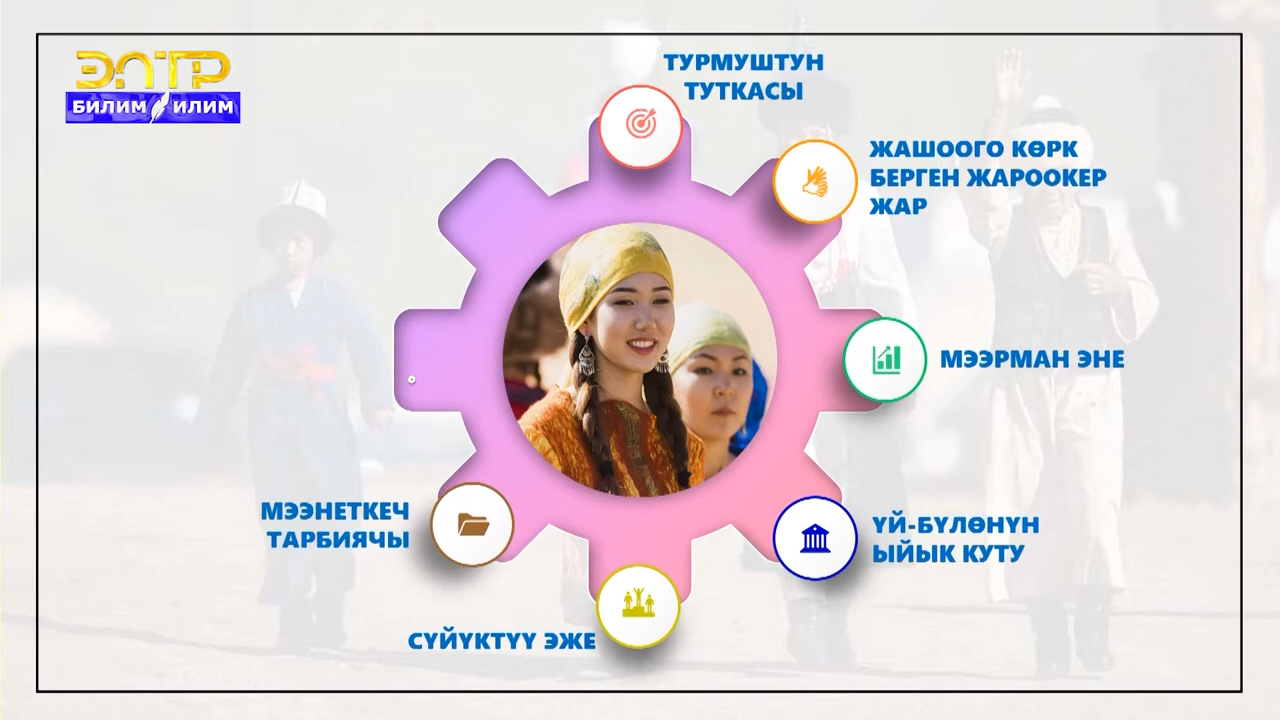 ЭЛТР
БИЛИМ ИЛИМ
ТУРМУШТУН
ТУТКАСЫ
ЖАШООГО КӨРК
БЕРГЕН ЖАРООКЕР
ЖАР
МЭЭРМАН ЭНЕ
ҮЙ-БҮЛӨНҮН
ЫЙЫК КУТУ
СҮЙҮКТҮҮ ЭЖЕ
МЭЭНЕТКЕЧ
ТАРБИЯЧЫ